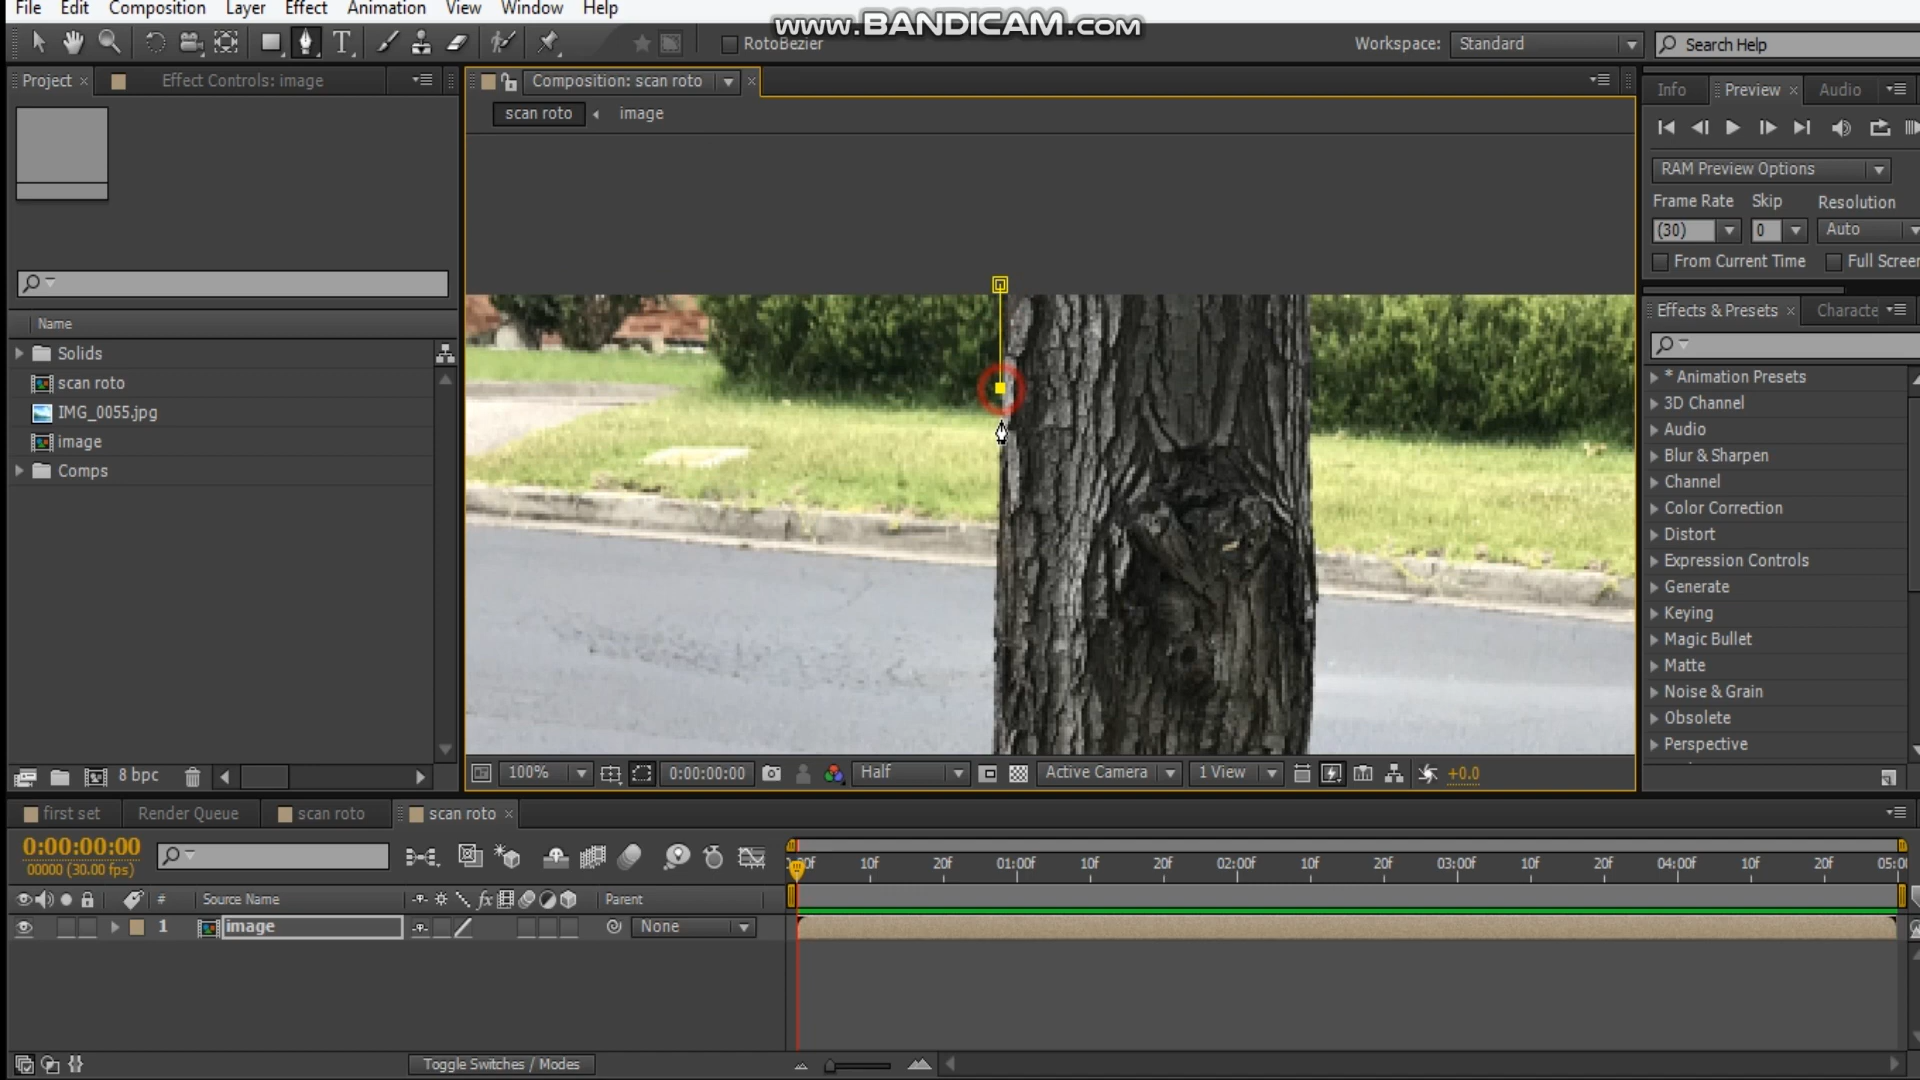 File Edit Composition Layer Effect Animation View Window Help
www.BANDICAM.com
RotoBezier
Workspace: Standard
Search Help
Project × Effect Controls: image
Composition: scan roto ×
Info Preview × Audio
scan roto image
RAM Preview Options
Frame Rate Skip Resolution
(30) 0 Auto
From Current Time Full Screen
Name
Effects & Presets × Characte
Solids
scan roto
IMG_0055.jpg
image
Comps
* Animation Presets
3D Channel
Audio
Blur & Sharpen
Channel
Color Correction
Distort
Expression Controls
Generate
Keying
Magic Bullet
Matte
Noise & Grain
Obsolete
Perspective
8 bpc
100% 0:00:00:00 Half Active Camera 1 View +0.0
first set Render Queue scan roto scan roto ×
0:00:00:00
00000 (30.00 fps)
:00f 10f 20f 01:00f 10f 20f 02:00f 10f 20f 03:00f 10f 20f 04:00f 10f 20f 05:00
# Source Name fx Parent
1 image None
Toggle Switches / Modes